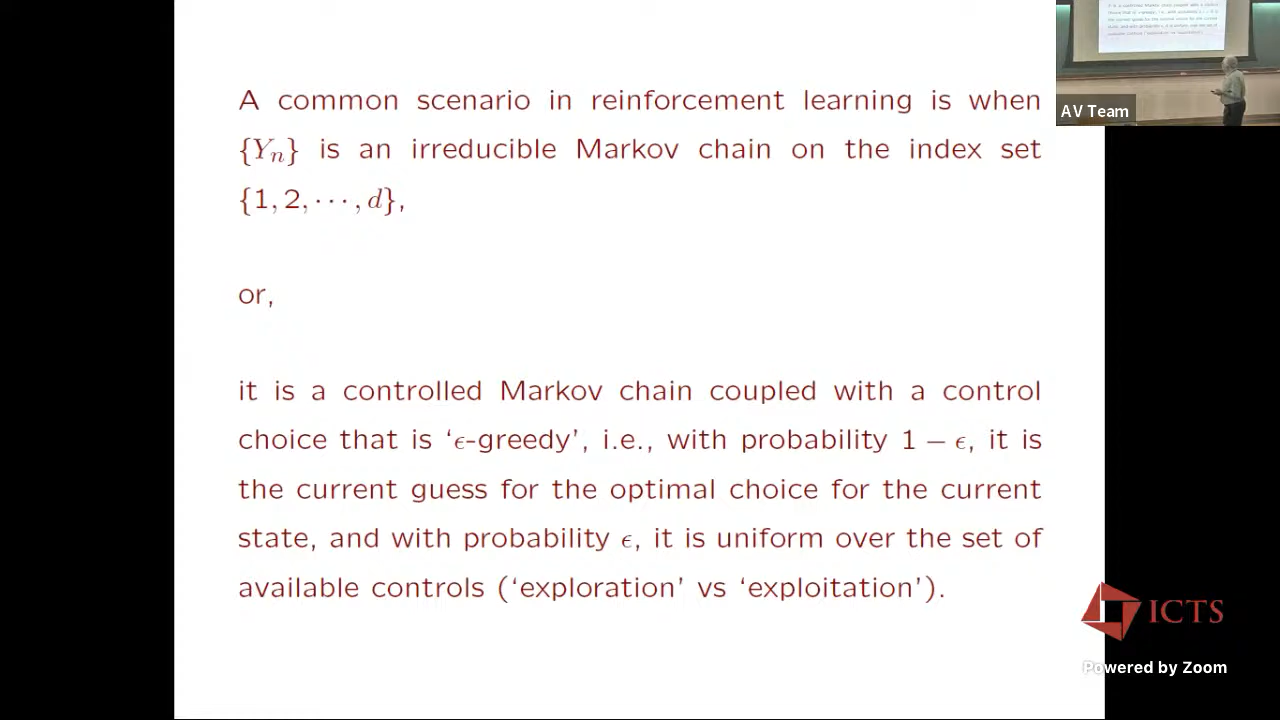 A common scenario in reinforcement learning is when
{Yₙ} is an irreducible Markov chain on the index set
{1, 2, ⋯, d},
or,
it is a controlled Markov chain coupled with a control
choice that is ‘ϵ-greedy’, i.e., with probability 1 − ϵ, it is
the current guess for the optimal choice for the current
state, and with probability ϵ, it is uniform over the set of
available controls (‘exploration’ vs ‘exploitation’).
AV Team
ICTS
Powered by Zoom